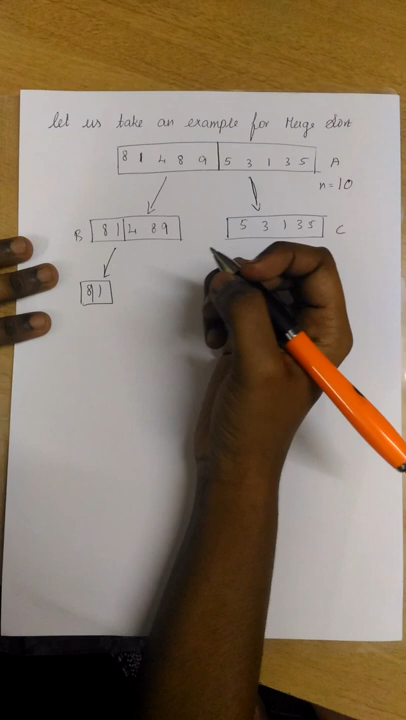 let us take an example for Merge Sort
8 1 4 8 9 5 3 1 3 5 A
n = 10
B 8 1 4 8 9 5 3 1 3 5 C
8 1